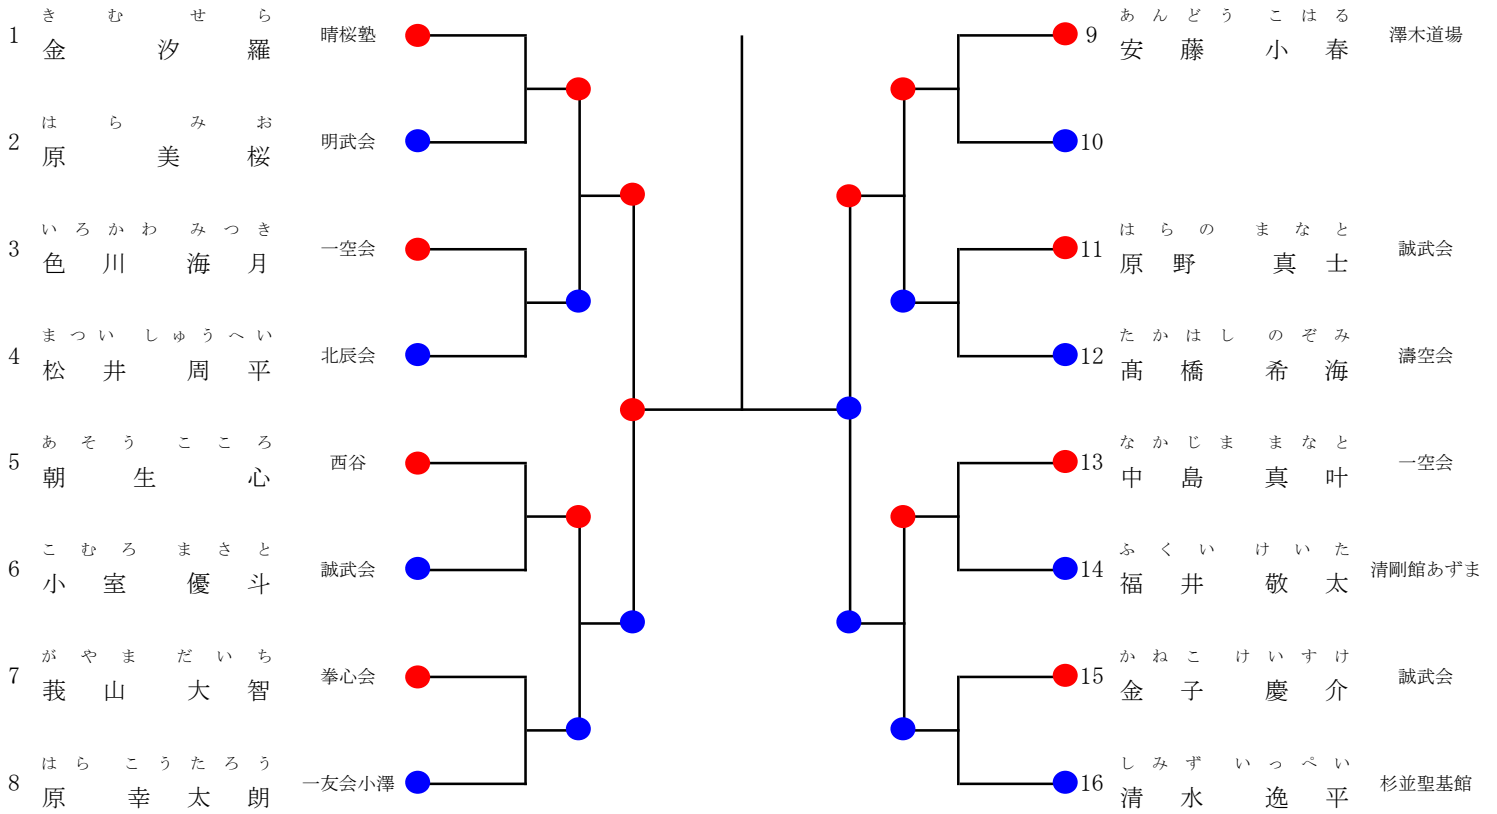 きむ せら
1 金 汐羅 晴桜塾
はら みお
2 原 美桜 明武会
いろかわ みつき
3 色川 海月 一空会
まつい しゅうへい
4 松井 周平 北辰会
あそう こころ
5 朝生 心 西谷
こむろ まさと
6 小室 優斗 誠武会
がやま だいち
7 莪山 大智 拳心会
はら こうたろう
8 原 幸太朗 一友会小澤
あんどう こはる
9 安藤 小春 澤木道場
10
はらの まなと
11 原野 真士 誠武会
たかはし のぞみ
12 髙橋 希海 濤空会
なかじま まなと
13 中島 真叶 一空会
ふくい けいた
14 福井 敬太 清剛館あずま
かねこ けいすけ
15 金子 慶介 誠武会
しみず いっぺい
16 清水 逸平 杉並聖基館